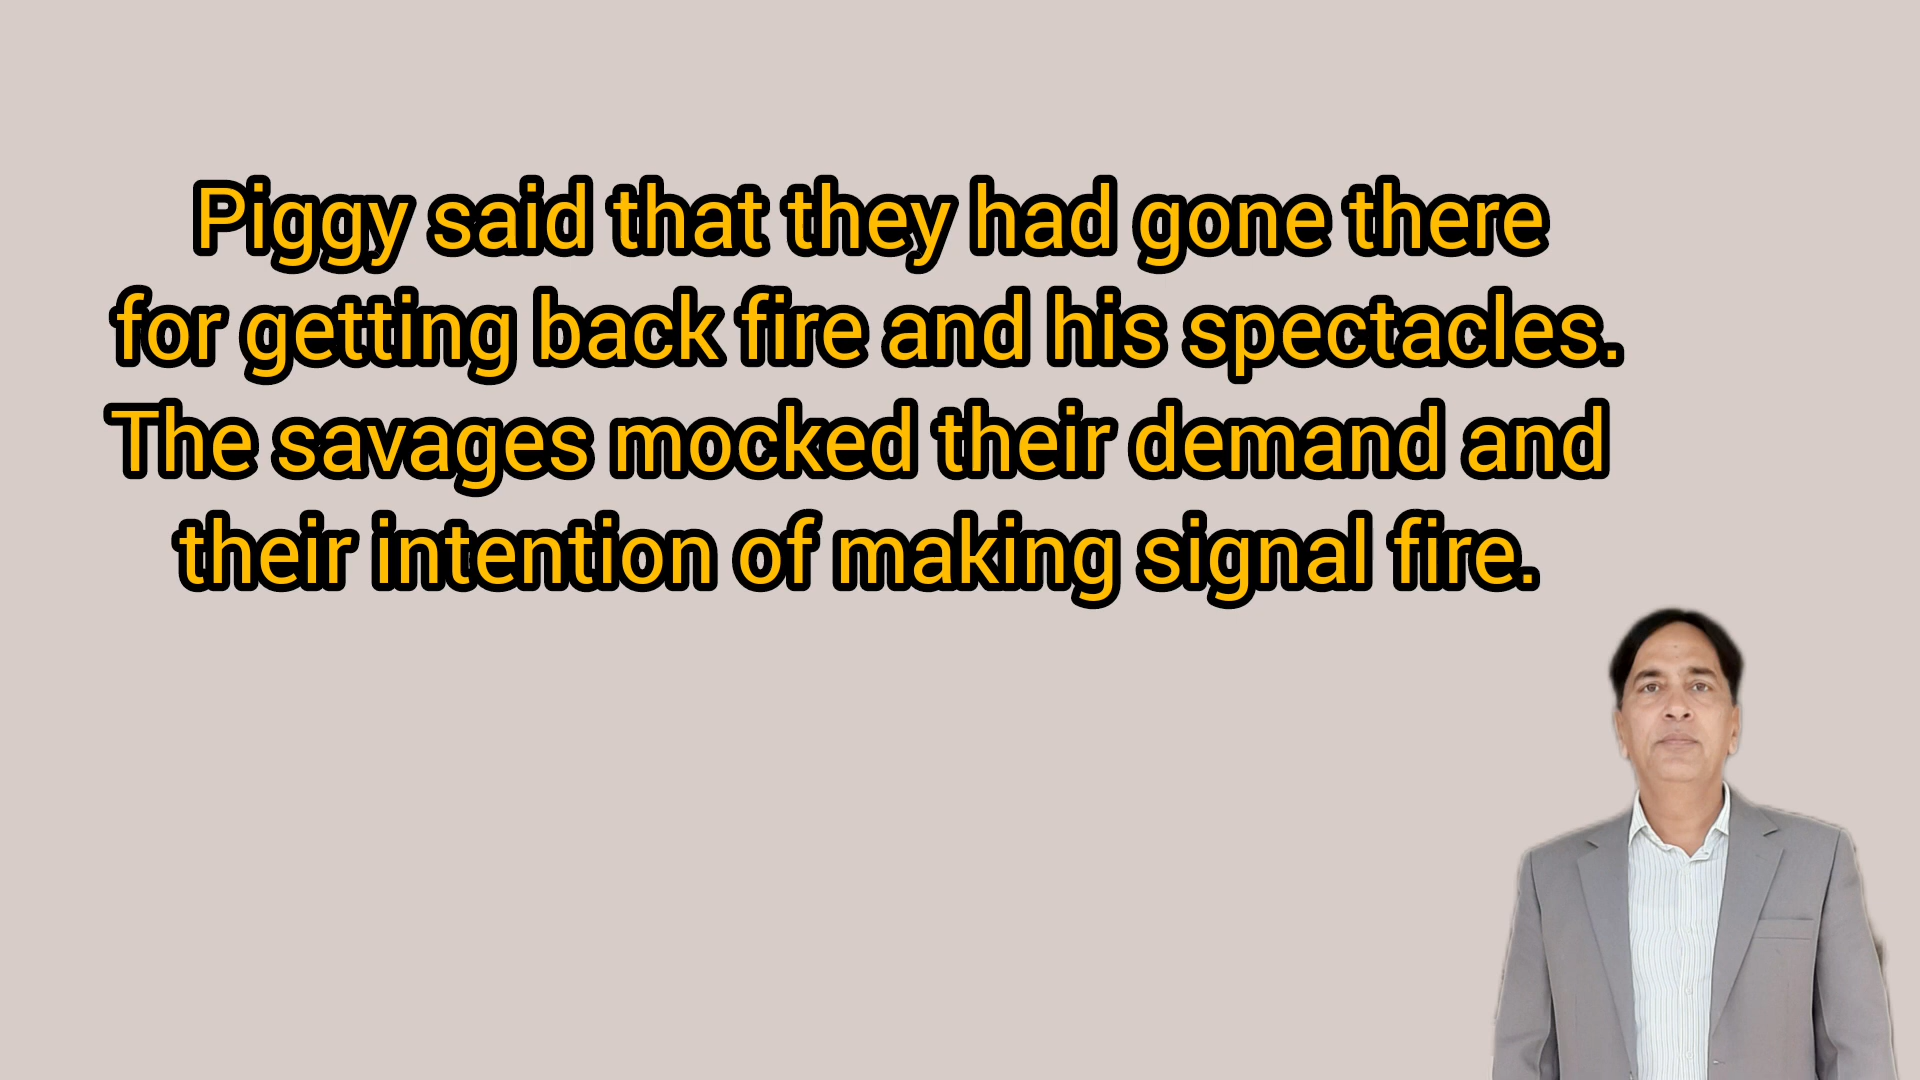 Piggy said that they had gone there
for getting back fire and his spectacles.
The savages mocked their demand and
their intention of making signal fire.